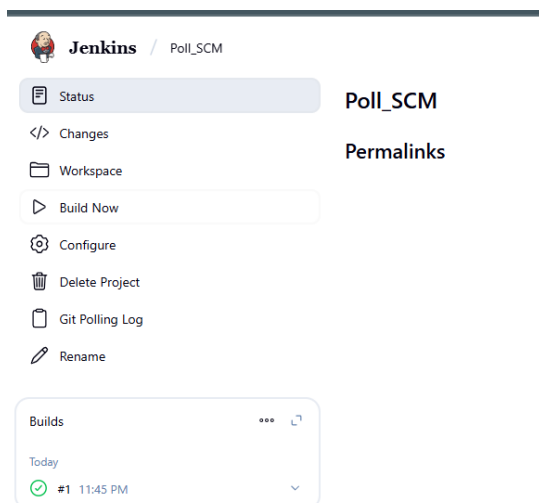 Jenkins / Poll_SCM
Status
Poll_SCM
Changes
Permalinks
Workspace
Build Now
Configure
Delete Project
Git Polling Log
Rename
Builds
Today
#1 11:45 PM